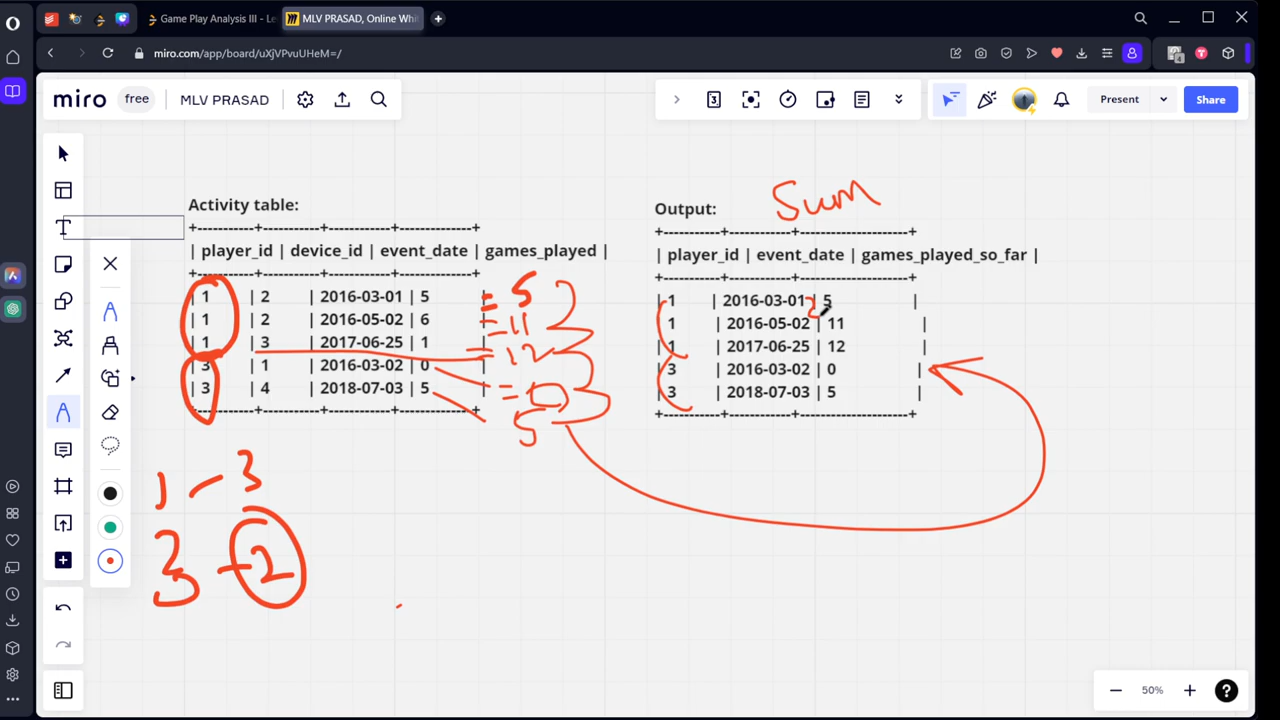 Game Play Analysis III - Le
MLV PRASAD, Online Whi
miro.com/app/board/uXjVPvuUHeM=/
miro free MLV PRASAD
3
Present
Share
Sum
Activity table:
+-----------+-----------+-----------+-----------+
| player_id | device_id | event_date | games_played |
+-----------+-----------+-----------+-----------+
| 1 | 2 | 2016-03-01 | 5 | = 5
| 1 | 2 | 2016-05-02 | 6 | = 11
| 1 | 3 | 2017-06-25 | 1 | = 12
| 3 | 1 | 2016-03-02 | 0 | = 0
| 3 | 4 | 2018-07-03 | 5 | 5
+-----------+-----------+-----------+-----------+
Output:
+-----------+-----------+--------------------+
| player_id | event_date | games_played_so_far |
+-----------+-----------+--------------------+
| 1 | 2016-03-01 | 5 |
| 1 | 2016-05-02 | 11 |
| 1 | 2017-06-25 | 12 |
| 3 | 2016-03-02 | 0 |
| 3 | 2018-07-03 | 5 |
+-----------+-----------+--------------------+
1 - 3
3 - 2
50%